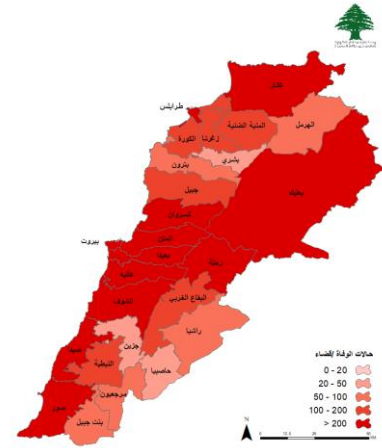 عكار
طرابلس
المنية الضنية
الهرمل
زغرتا
الكورة
بشري
بترون
بعلبك
جبيل
كسروان
المتن
بيروت
بعبدا
زحلة
عاليه
البقاع الغربي
الشوف
راشيا
جزين
صيدا
النبطية
حاصبيا
مرجعيون
صور
بنت جبيل
حالات الوفاة /قضاء
0 - 20
20 - 50
50 - 100
100 - 200
> 200
N